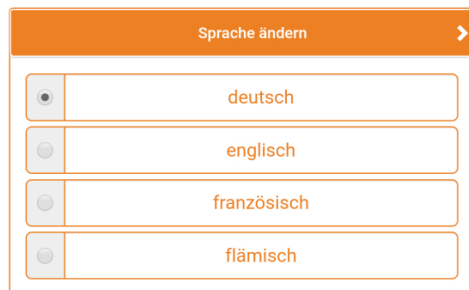 Sprache ändern
deutsch
englisch
französisch
flämisch